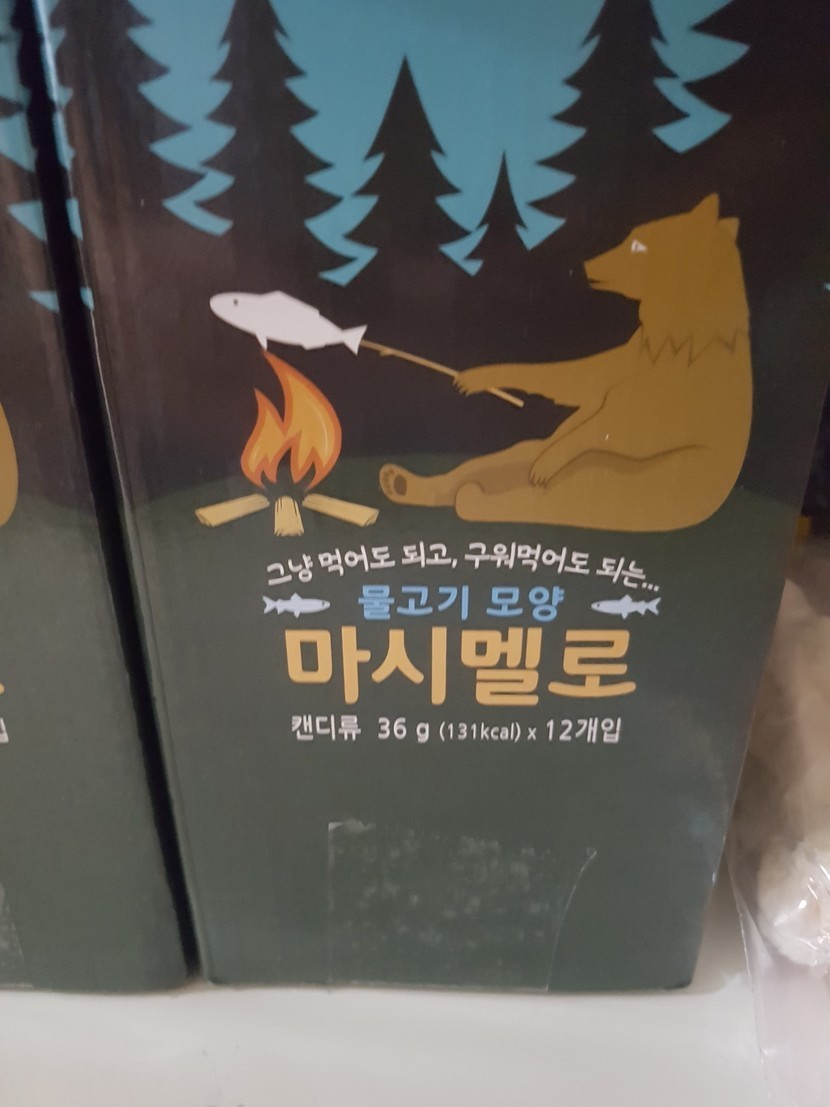 그냥 먹어도 되고, 구워먹어도 되는...
물고기 모양
마시멜로
캔디류 36 g (131kcal) x 12개입